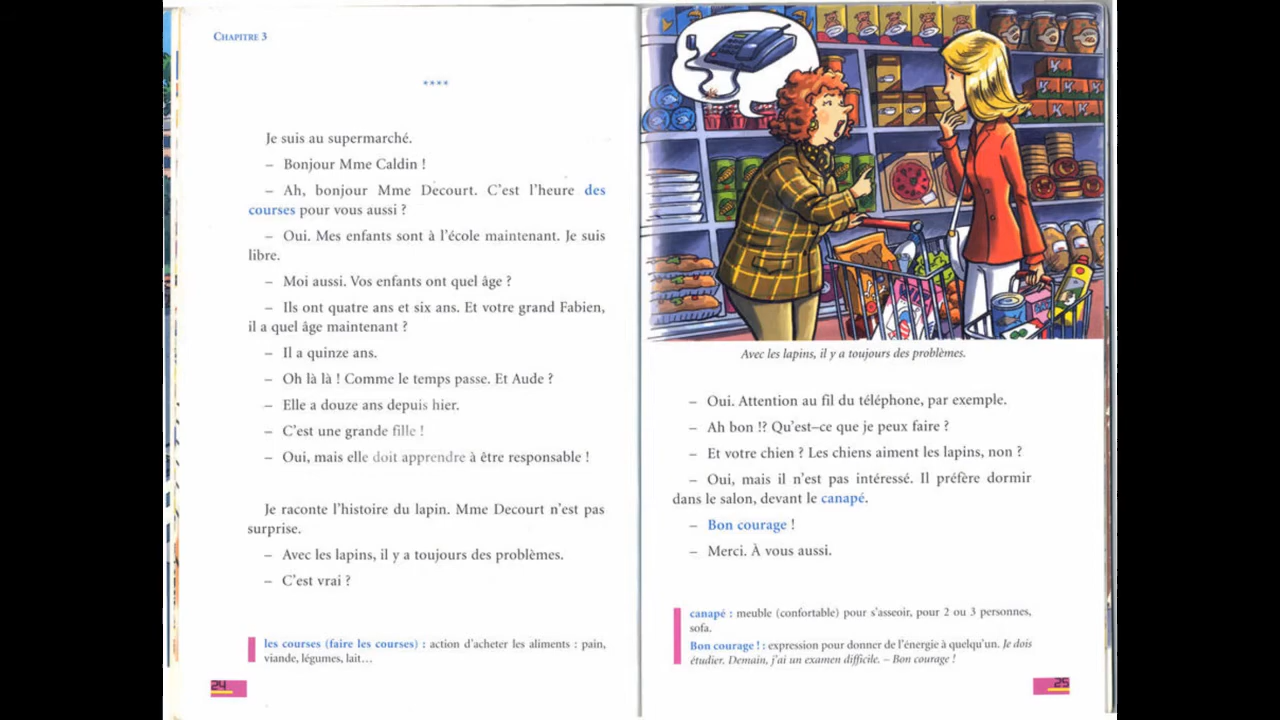 CHAPITRE 3
****
Je suis au supermarché.
– Bonjour Mme Caldin !
– Ah, bonjour Mme Decourt. C'est l'heure des
courses pour vous aussi ?
– Oui. Mes enfants sont à l'école maintenant. Je suis
libre.
– Moi aussi. Vos enfants ont quel âge ?
– Ils ont quatre ans et six ans. Et votre grand Fabien,
il a quel âge maintenant ?
– Il a quinze ans.
– Oh là là ! Comme le temps passe. Et Aude ?
– Elle a douze ans depuis hier.
– C'est une grande fille !
– Oui, mais elle doit apprendre à être responsable !
Je raconte l'histoire du lapin. Mme Decourt n'est pas
surprise.
– Avec les lapins, il y a toujours des problèmes.
– C'est vrai ?
les courses (faire les courses) : action d'acheter les aliments : pain,
viande, légumes, lait…
24
Avec les lapins, il y a toujours des problèmes.
– Oui. Attention au fil du téléphone, par exemple.
– Ah bon !? Qu'est–ce que je peux faire ?
– Et votre chien ? Les chiens aiment les lapins, non ?
– Oui, mais il n'est pas intéressé. Il préfère dormir
dans le salon, devant le canapé.
– Bon courage !
– Merci. À vous aussi.
canapé : meuble (confortable) pour s'asseoir, pour 2 ou 3 personnes,
sofa.
Bon courage ! : expression pour donner de l'énergie à quelqu'un. Je dois
étudier. Demain, j'ai un examen difficile. – Bon courage !
25